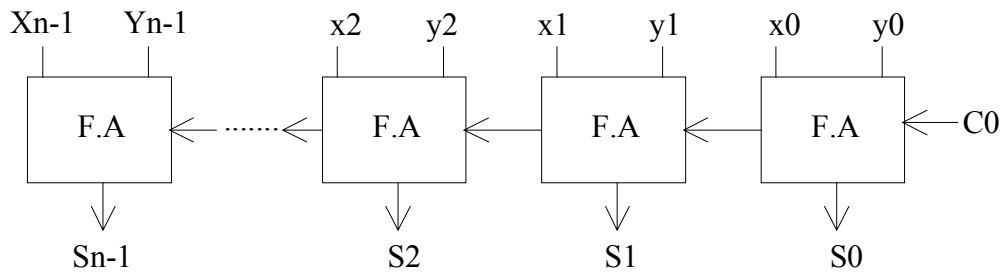 Xn-1 Yn-1 x2 y2 x1 y1 x0 y0
F.A ....... F.A F.A F.A C0
Sn-1 S2 S1 S0